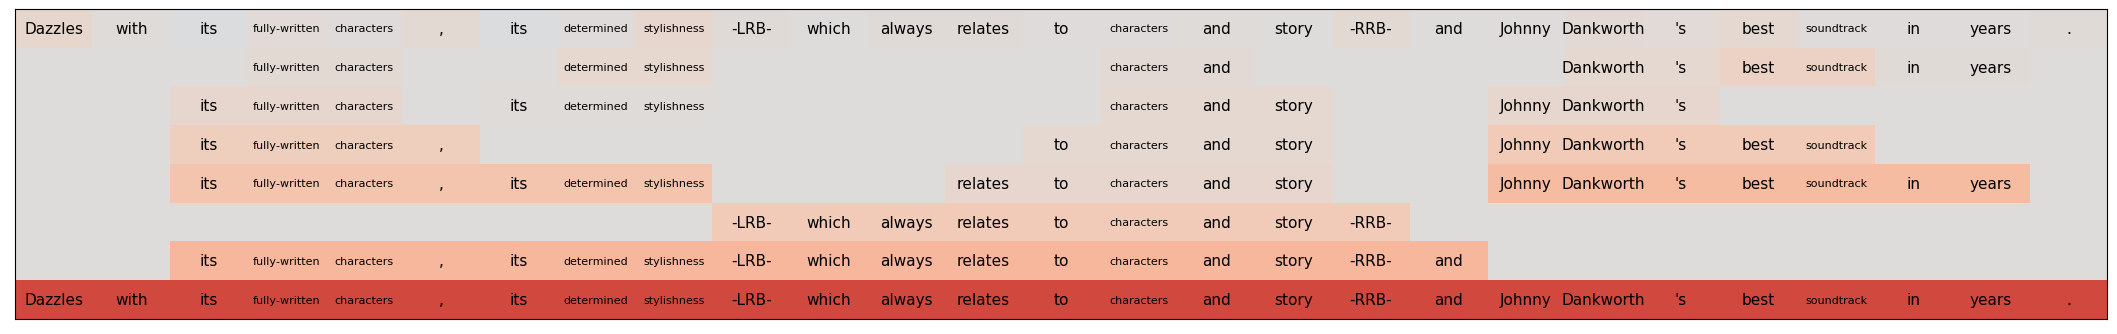 Dazzles with its fully-written characters , its determined stylishness -LRB- which always relates to characters and story -RRB- and Johnny Dankworth 's best soundtrack in years .
fully-written characters determined stylishness characters and Dankworth 's best soundtrack in years
its fully-written characters its determined stylishness characters and story Johnny Dankworth 's
its fully-written characters , to characters and story Johnny Dankworth 's best soundtrack
its fully-written characters , its determined stylishness relates to characters and story Johnny Dankworth 's best soundtrack in years
-LRB- which always relates to characters and story -RRB-
its fully-written characters , its determined stylishness -LRB- which always relates to characters and story -RRB- and
Dazzles with its fully-written characters , its determined stylishness -LRB- which always relates to characters and story -RRB- and Johnny Dankworth 's best soundtrack in years .